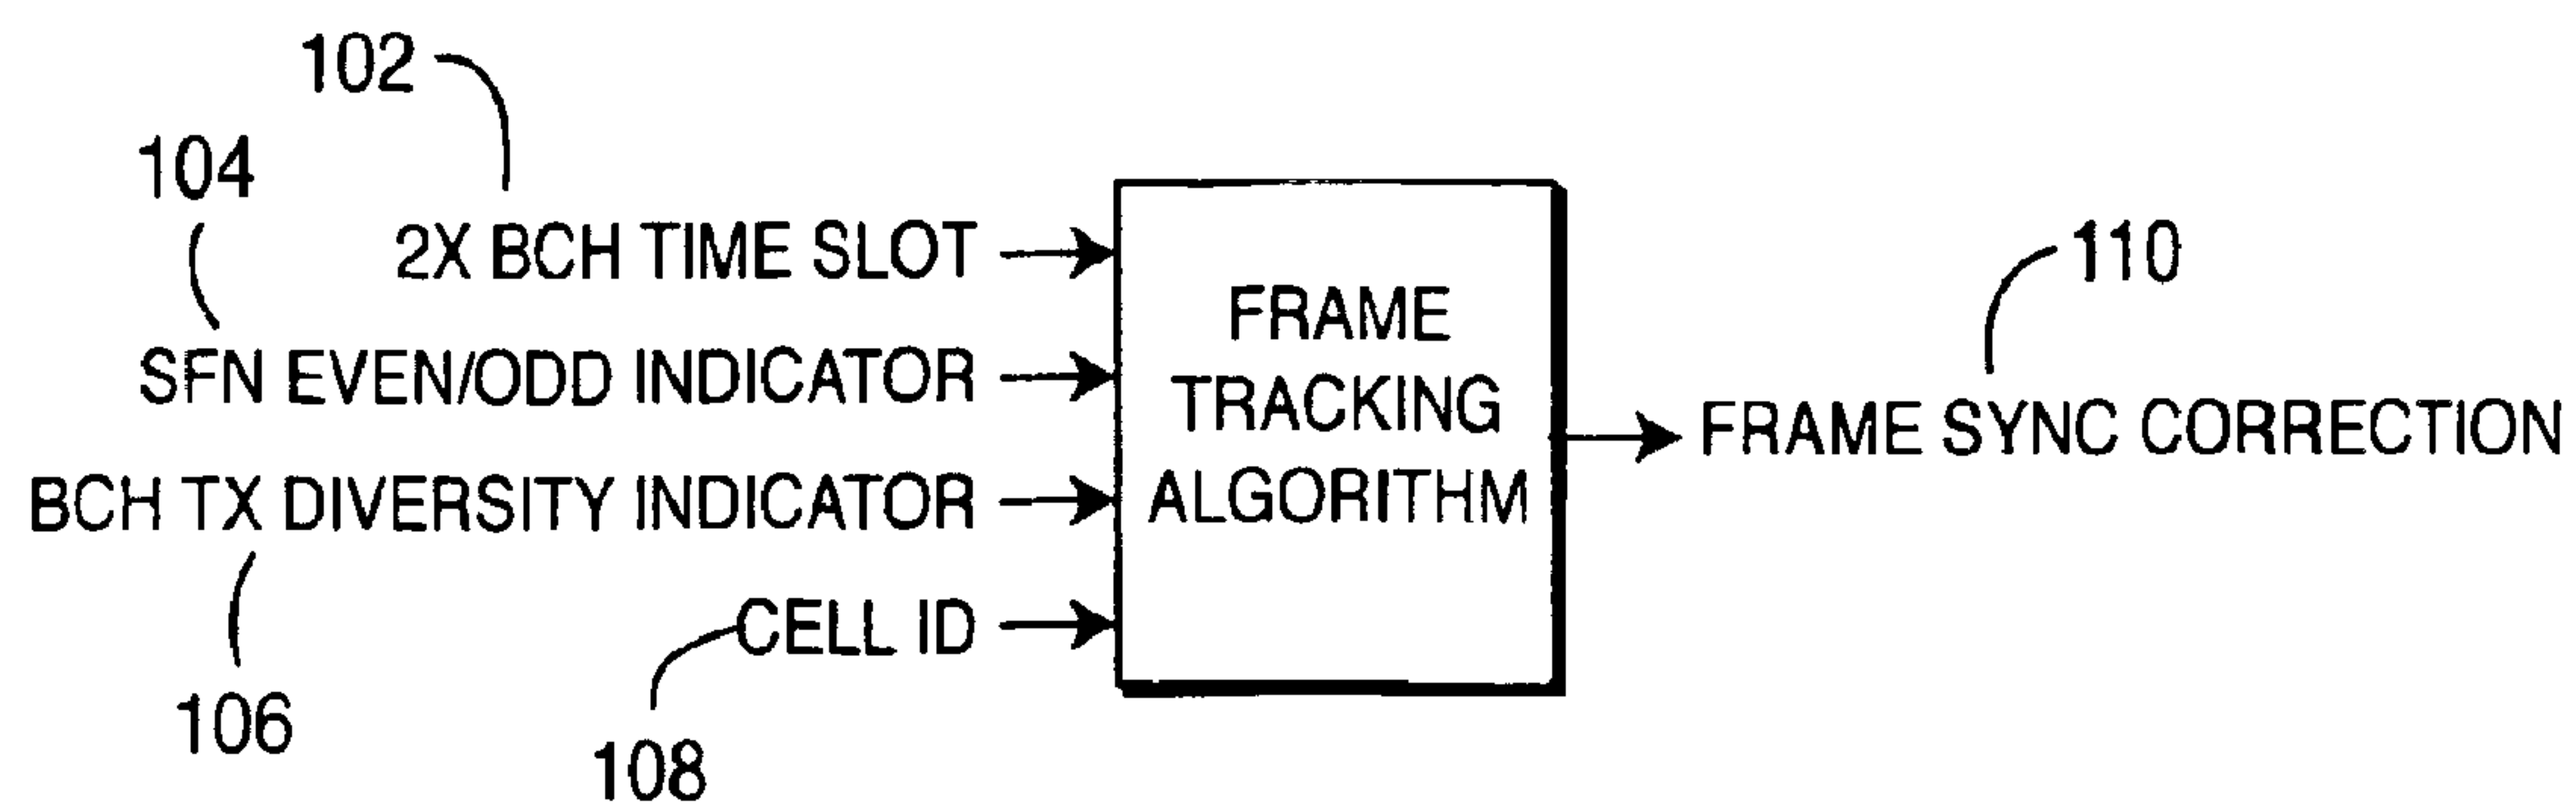 102
104
2X BCH TIME SLOT
SFN EVEN/ODD INDICATOR
BCH TX DIVERSITY INDICATOR
CELL ID
106
108
FRAME
TRACKING
ALGORITHM
110
FRAME SYNC CORRECTION